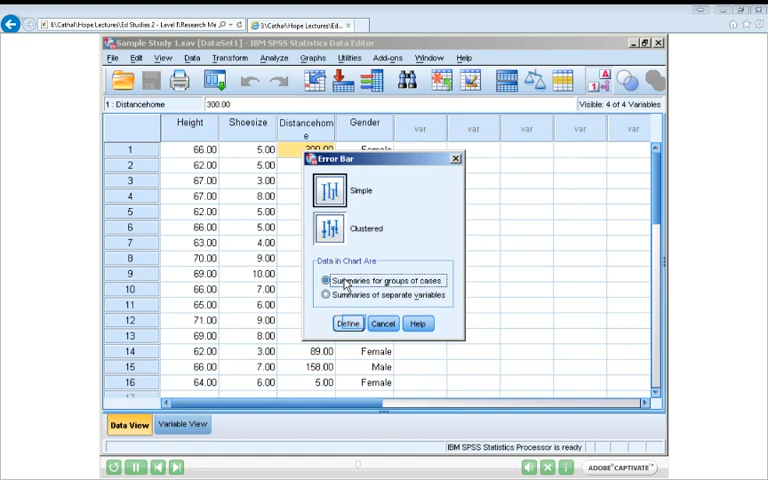 E:\Cathal\Hope Lectures\Ed Studies 2 - Level I\Research Me
E:\Cathal\Hope Lectures\Ed...
Sample Study 1.sav [DataSet1] - IBM SPSS Statistics Data Editor
File Edit View Data Transform Analyze Graphs Utilities Add-ons Window Help
1 : Distancehome 300.00 Visible: 4 of 4 Variables
Height Shoesize Distancehom e Gender var var var var var
1 66.00 5.00 300.00 Female
2 62.00 5.00
3 67.00 3.00
4 67.00 8.00
5 62.00 5.00
6 66.00 5.00
7 63.00 4.00
8 70.00 9.00
9 69.00 10.00
10 66.00 7.00
11 65.00 6.00
12 71.00 9.00
13 69.00 8.00
14 62.00 3.00 89.00 Female
15 66.00 7.00 158.00 Male
16 64.00 6.00 5.00 Female
Error Bar
Simple
Clustered
Data in Chart Are
Summaries for groups of cases
Summaries of separate variables
Define Cancel Help
Data View Variable View
IBM SPSS Statistics Processor is ready
ADOBE® CAPTIVATE™